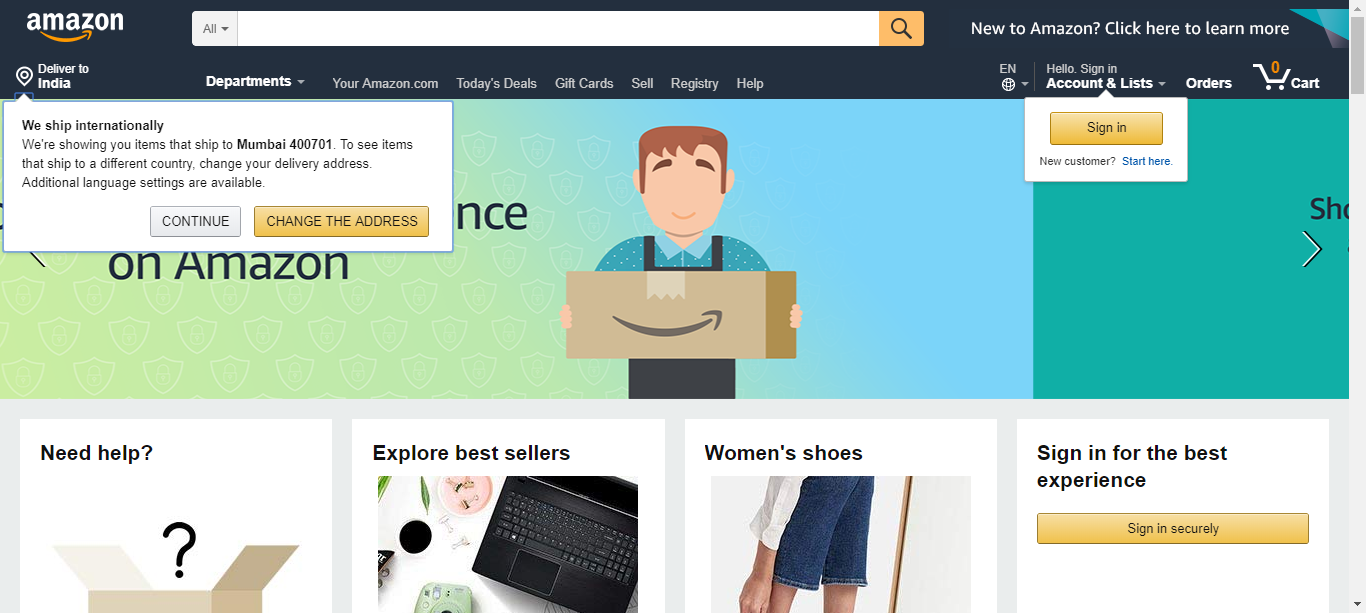 amazon
All
New to Amazon? Click here to learn more
Deliver to
India
Departments
Your Amazon.com
Today's Deals
Gift Cards
Sell
Registry
Help
EN
Hello. Sign in
Account & Lists
Orders
0
Cart
We ship internationally
We're showing you items that ship to Mumbai 400701. To see items
that ship to a different country, change your delivery address.
Additional language settings are available.
CONTINUE
CHANGE THE ADDRESS
Sign in
New customer? Start here.
nce
on Amazon
Sho
Need help?
?
Explore best sellers
Women's shoes
Sign in for the best
experience
Sign in securely